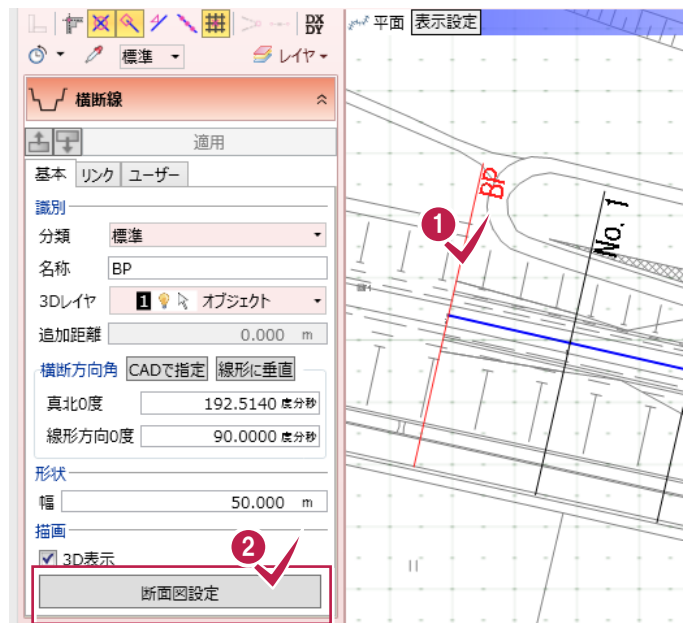 DX
DY
標準
レイヤ
横断線
適用
基本 リンク ユーザー
識別
分類 標準
名称 BP
3Dレイヤ 1 オブジェクト
追加距離 0.000 m
横断方向角 CADで指定 線形に垂直
真北0度 192.5140 度分秒
線形方向0度 90.0000 度分秒
形状
幅 50.000 m
描画
3D表示
2
断面図設定
平面 表示設定
BP
1
No. 1